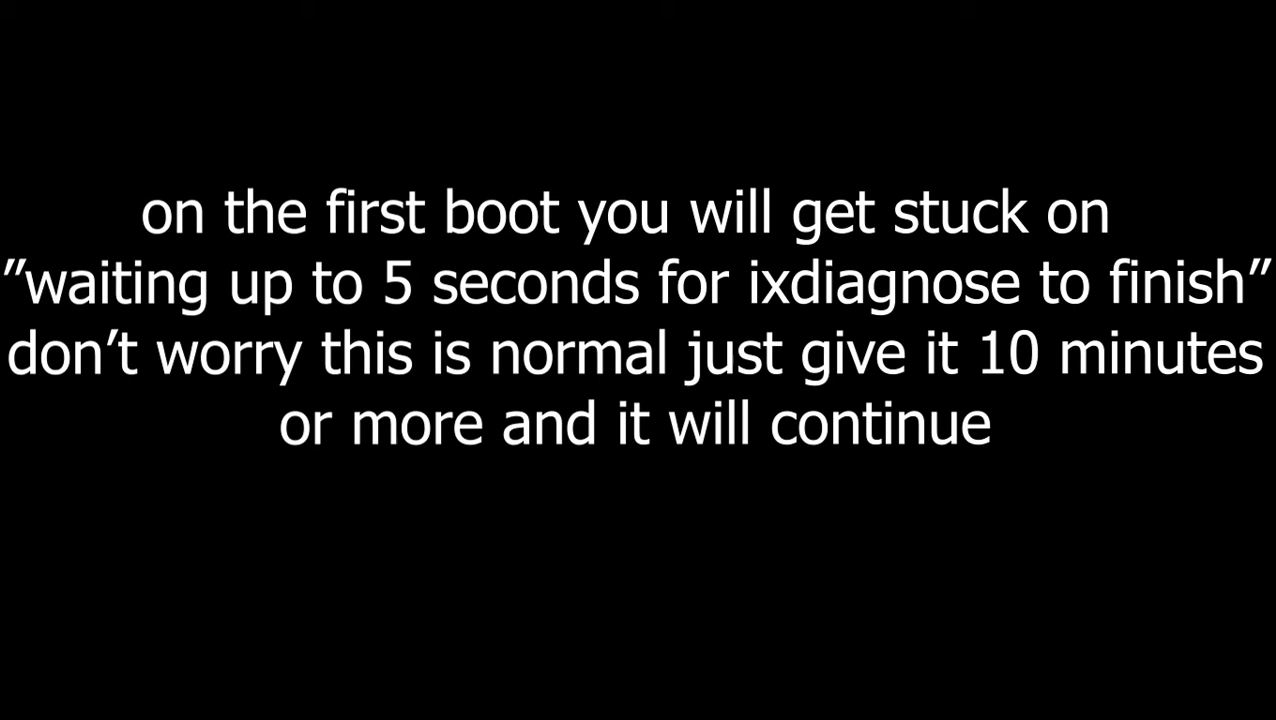 on the first boot you will get stuck on
”waiting up to 5 seconds for ixdiagnose to finish”
don’t worry this is normal just give it 10 minutes
or more and it will continue